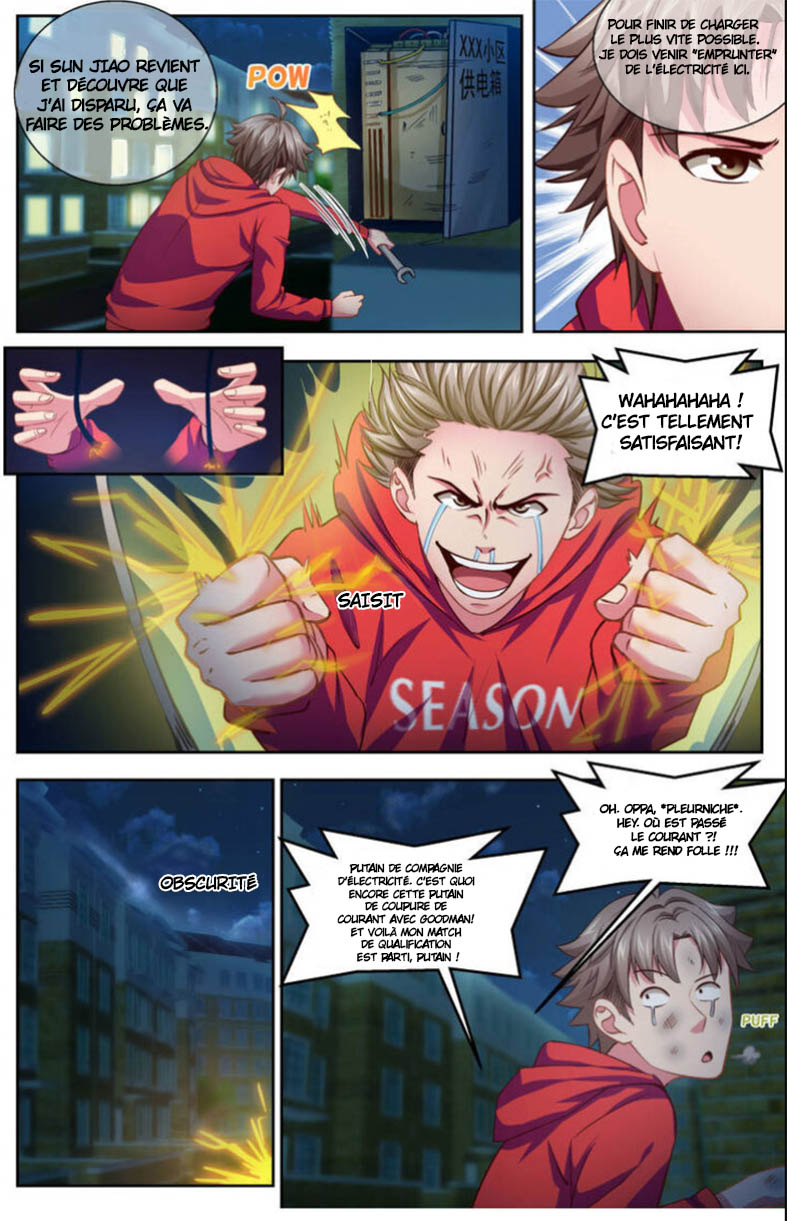 SI SUN JIAO REVIENT
ET DÉCOUVRE QUE
J'AI DISPARU, ÇA VA
FAIRE DES PROBLÈMES.
POW
XXX小区
供电箱
POUR FINIR DE CHARGER
LE PLUS VITE POSSIBLE.
JE DOIS VENIR "EMPRUNTER"
DE L'ÉLECTRICITÉ ICI.
WAHAHAHAHA !
C'EST TELLEMENT
SATISFAISANT!
SAISIT
SEASON
OBSCURITÉ
PUTAIN DE COMPAGNIE
D'ÉLECTRICITÉ. C'EST QUOI
ENCORE CETTE PUTAIN
DE COUPURE DE
COURANT AVEC GOODMAN!
ET VOILÀ MON MATCH
DE QUALIFICATION
EST PARTI, PUTAIN !
OH. OPPA, *PLEURNICHE*.
HEY. OÙ EST PASSÉ
LE COURANT ?!
ÇA ME REND FOLLE !!!
PUFF